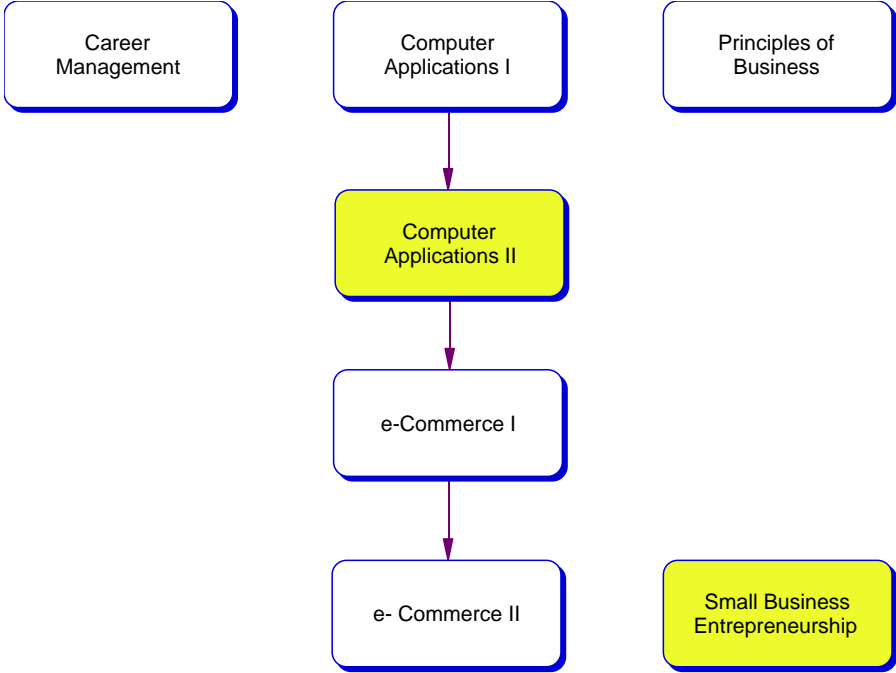 Career
Management
Computer
Applications I
Principles of
Business
Computer
Applications II
e-Commerce I
e- Commerce II
Small Business
Entrepreneurship